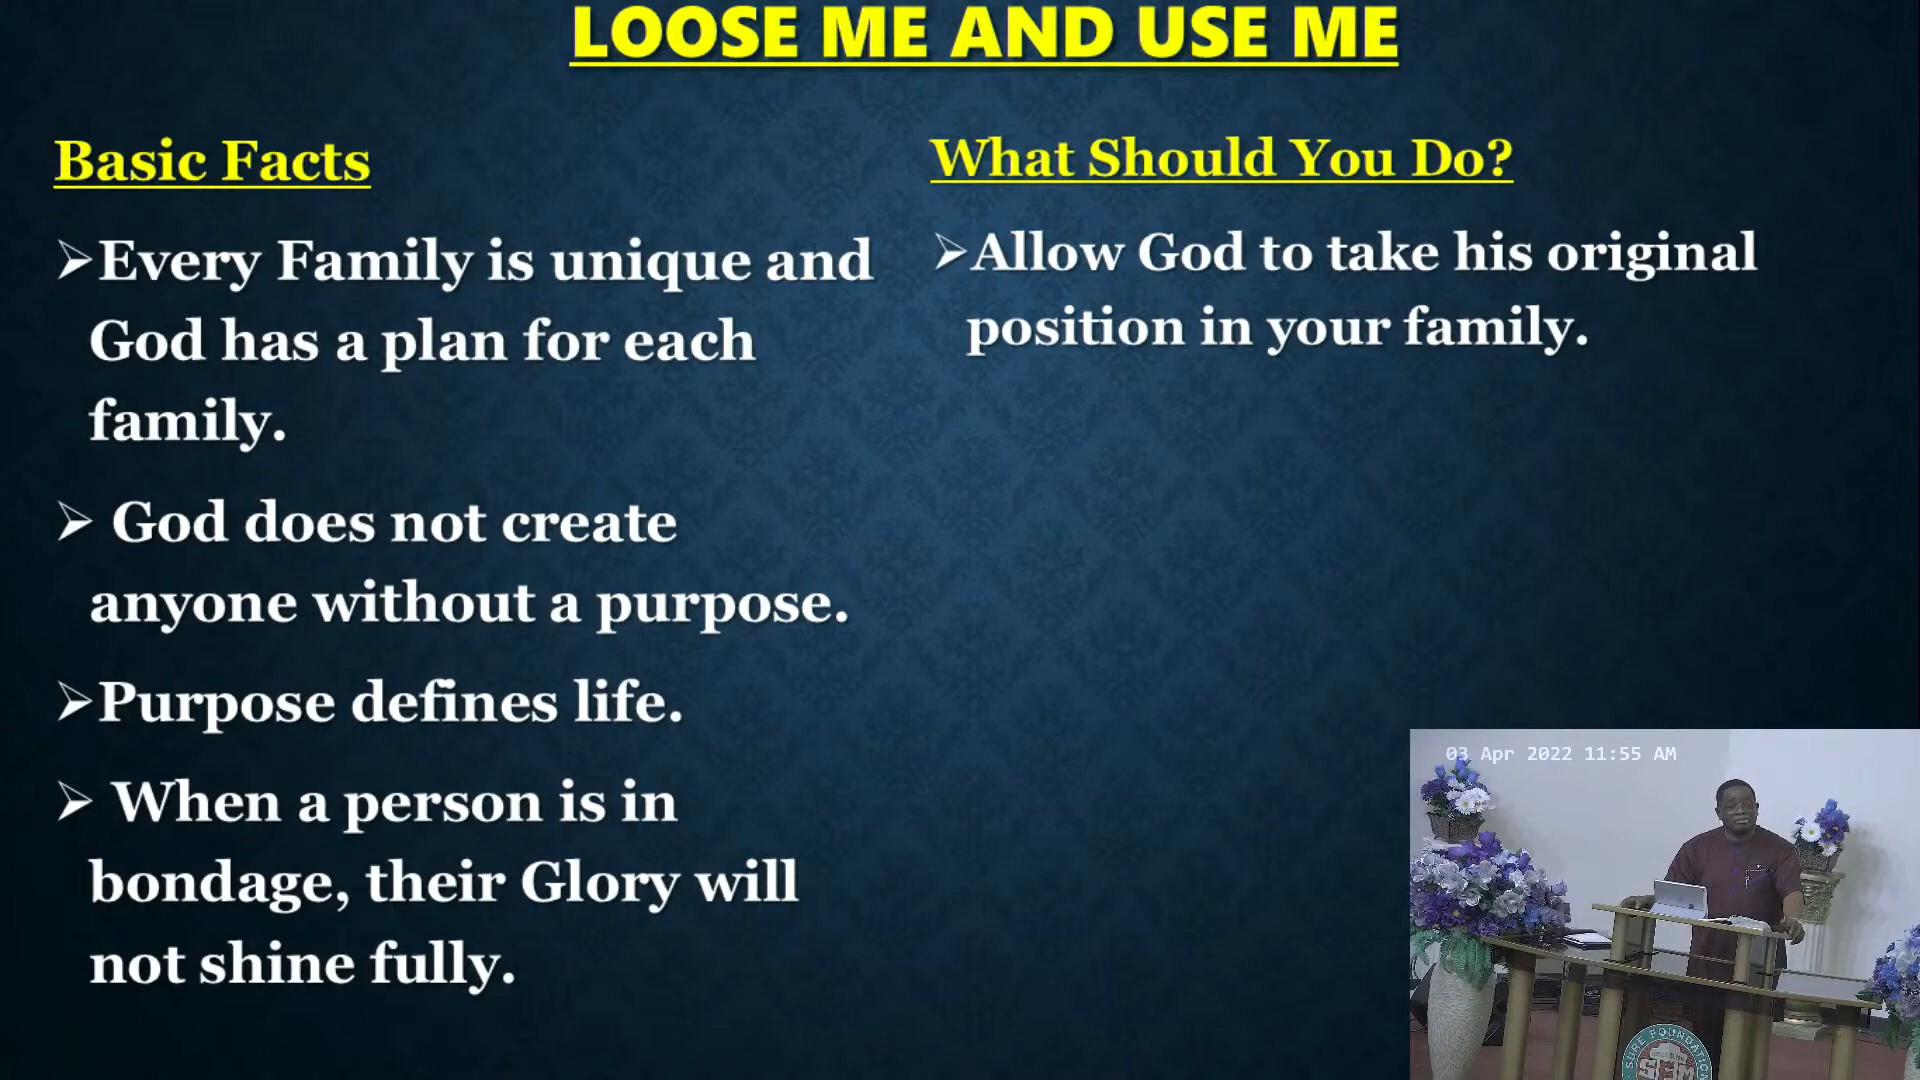 LOOSE ME AND USE ME
Basic Facts
➢Every Family is unique and
God has a plan for each
family.
➢ God does not create
anyone without a purpose.
➢Purpose defines life.
➢ When a person is in
bondage, their Glory will
not shine fully.
What Should You Do?
➢Allow God to take his original
position in your family.
03 Apr 2022 11:55 AM
SURE FOUNDATION
SFM